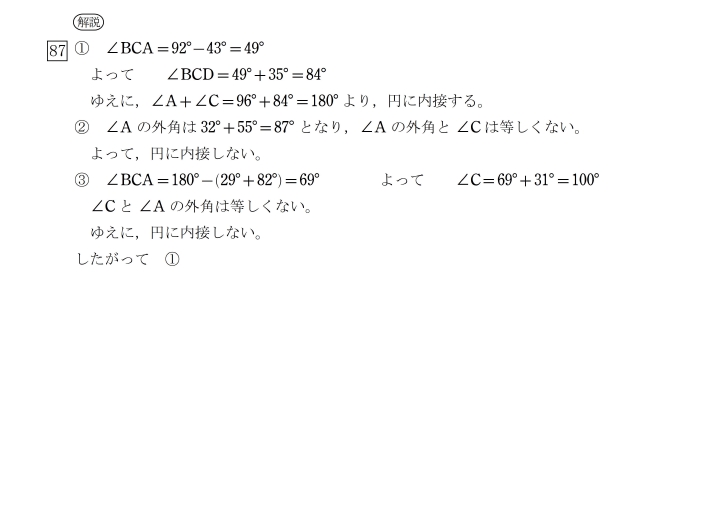 解説
87 ① ∠BCA＝92°－43°＝49°
よって ∠BCD＝49°＋35°＝84°
ゆえに，∠A＋∠C＝96°＋84°＝180° より，円に内接する。
② ∠A の外角は 32°＋55°＝87° となり，∠A の外角と ∠C は等しくない。
よって，円に内接しない。
③ ∠BCA＝180°－(29°＋82°)＝69° よって ∠C＝69°＋31°＝100°
∠C と ∠A の外角は等しくない。
ゆえに，円に内接しない。
したがって ①